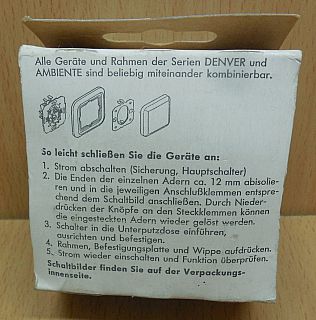 Alle Geräte und Rahmen der Serien DENVER und
AMBIENTE sind beliebig miteinander kombinierbar.
So leicht schließen Sie die Geräte an:
1. Strom abschalten (Sicherung, Hauptschalter)
2. Die Enden der einzelnen Adern ca. 12 mm abisolie-
ren und in die jeweiligen Anschlußklemmen entspre-
chend dem Schaltbild anschließen. Durch Nieder-
drücken der Knöpfe an den Steckklemmen können
die eingesteckten Adern wieder gelöst werden.
3. Schalter in die Unterputzdose einführen,
ausrichten und befestigen.
4. Rahmen, Befestigungsplatte und Wippe aufdrücken.
5. Strom wieder einschalten und Funktion überprüfen.
Schaltbilder finden Sie auf der Verpackungs-
innenseite.